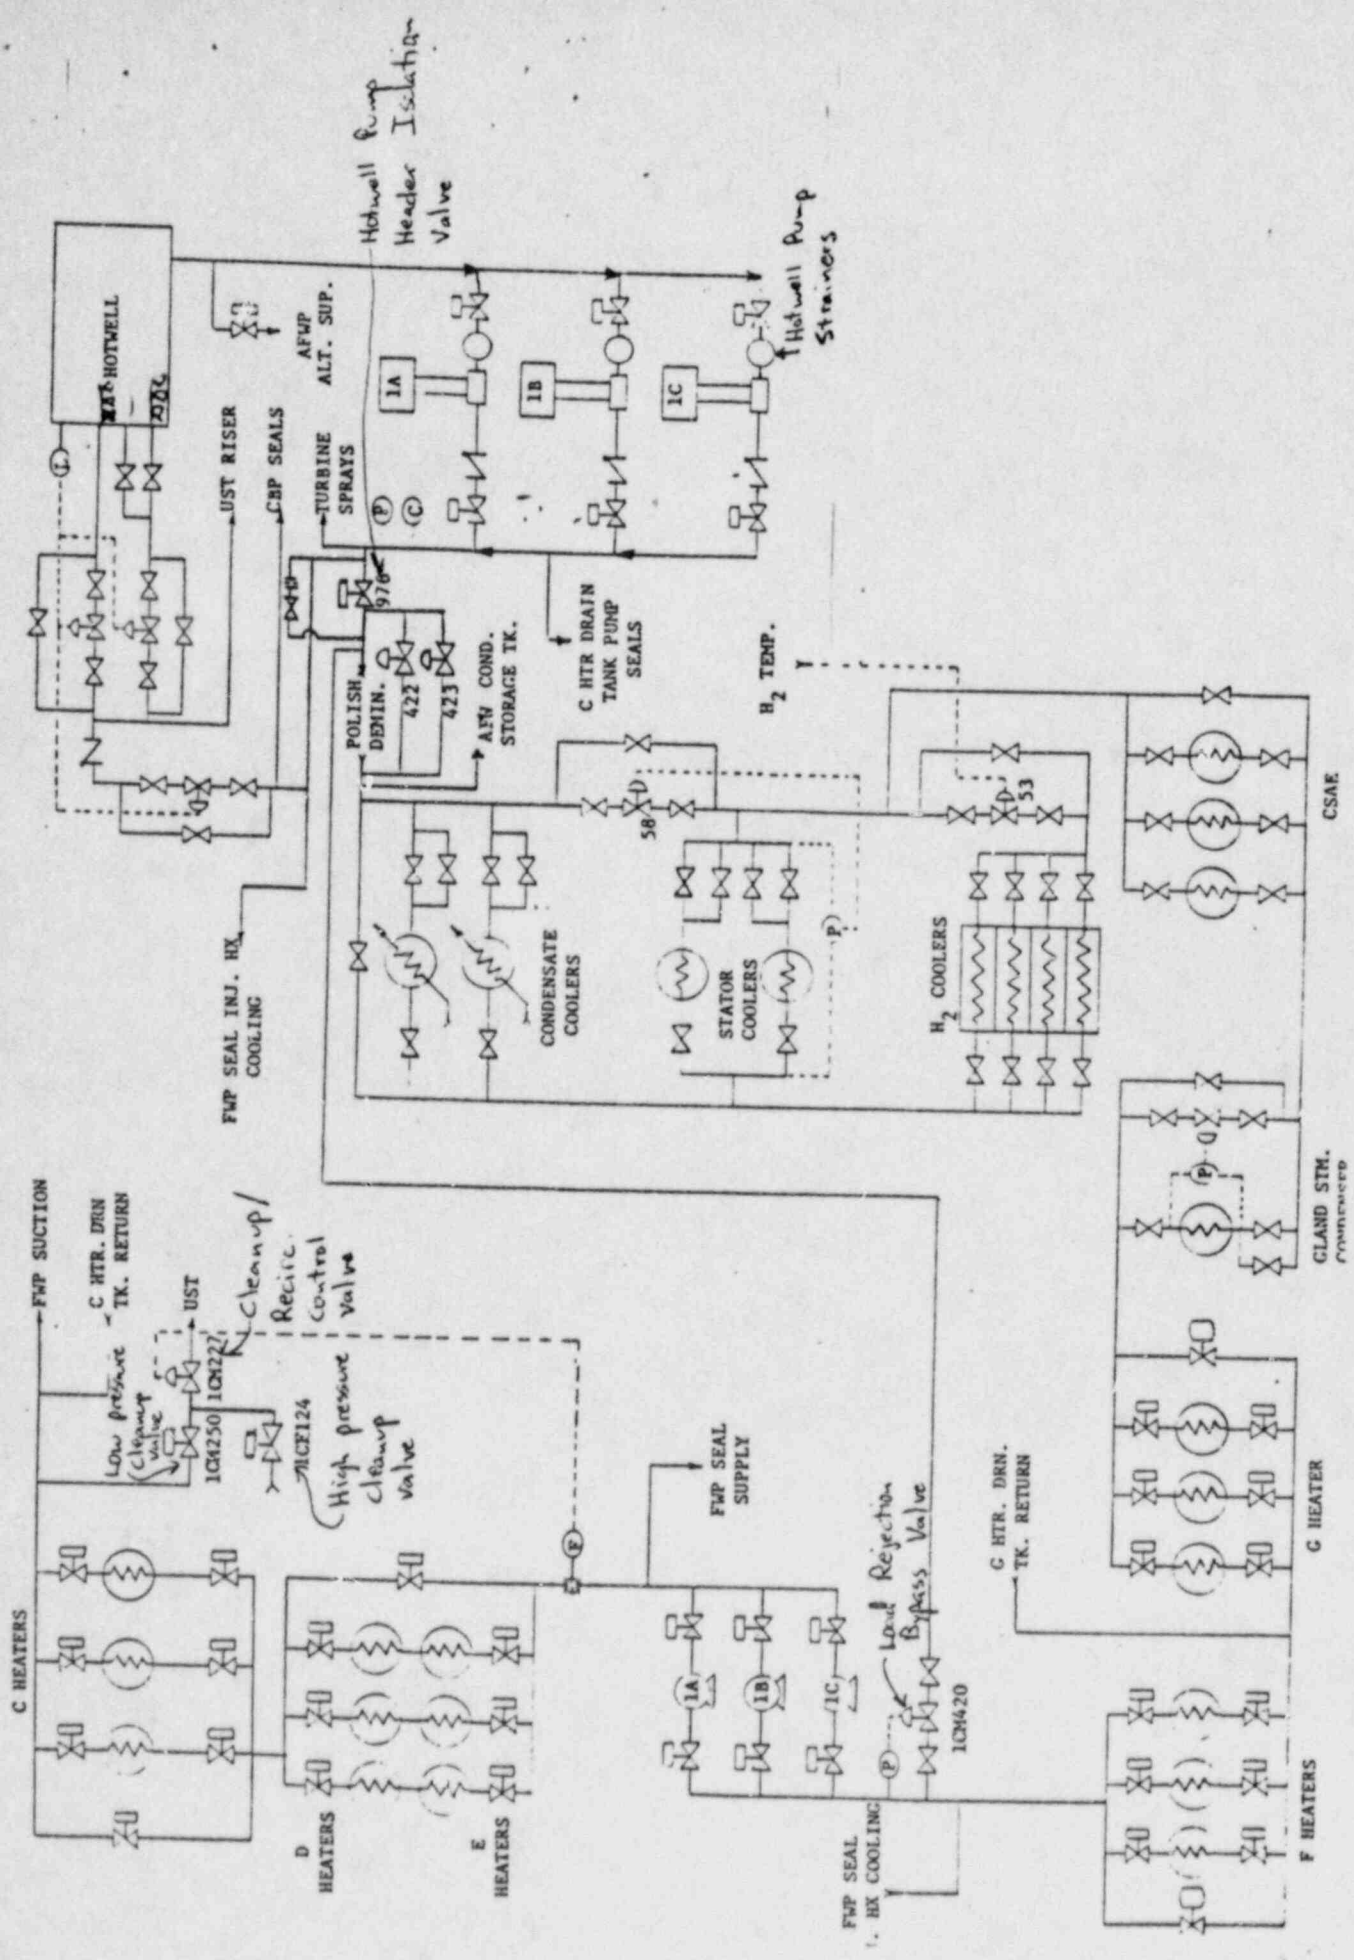 HOTWELL
L
AFWP
ALT. SUP.
UST RISER
CBP SEALS
TURBINE
SPRAYS
P
C
Hotwell Pump
Header Isolation
Valve
1A
1B
1C
Hotwell Pump
Strainers
976
POLISH
DEMIN.
422
423
AFW COND.
STORAGE TK.
C HTR DRAIN
TANK PUMP
SEALS
H2 TEMP.
FWP SEAL INJ. HX
COOLING
CONDENSATE
COOLERS
58
STATOR
COOLERS
P
53
H2 COOLERS
CSAE
GLAND STM.
P
FWP SUCTION
C HTR. DRN
TK. RETURN
UST
Cleanup/
Recirc.
Control
Valve
Low pressure
cleanup
valve
1CM250
1CM227
1CF124
High pressure
cleanup
valve
C HEATERS
D
HEATERS
E
HEATERS
F
FWP SEAL
SUPPLY
1A
1B
1C
Load Rejection
Bypass Valve
P
1CM420
FWP SEAL
. HX COOLING
G HTR. DRN.
TK. RETURN
G HEATER
F HEATERS